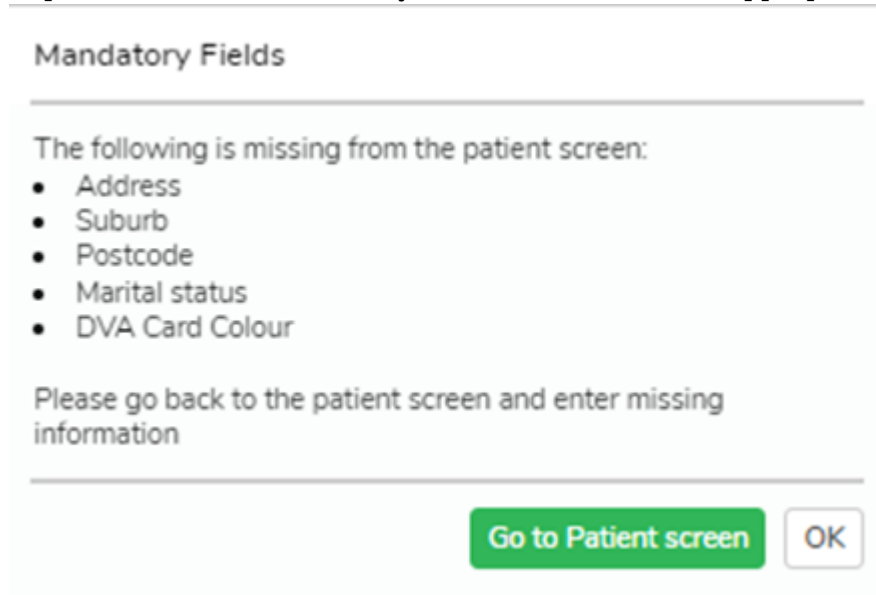 Mandatory Fields
The following is missing from the patient screen:
• Address
• Suburb
• Postcode
• Marital status
• DVA Card Colour
Please go back to the patient screen and enter missing
information
Go to Patient screen
OK